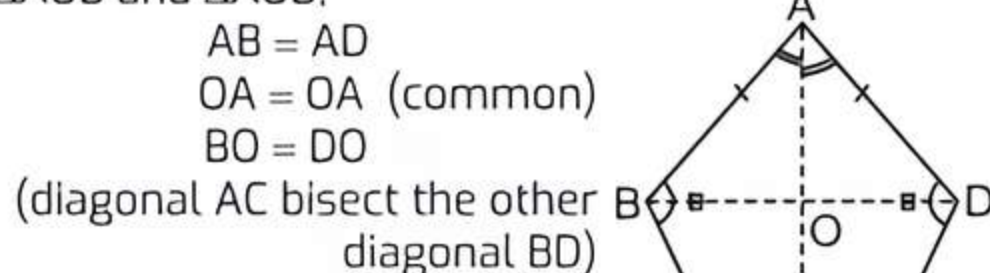 AB = AD
OA = OA (common)
BO = DO
(diagonal AC bisect the other
diagonal BD)
A
B
D
O